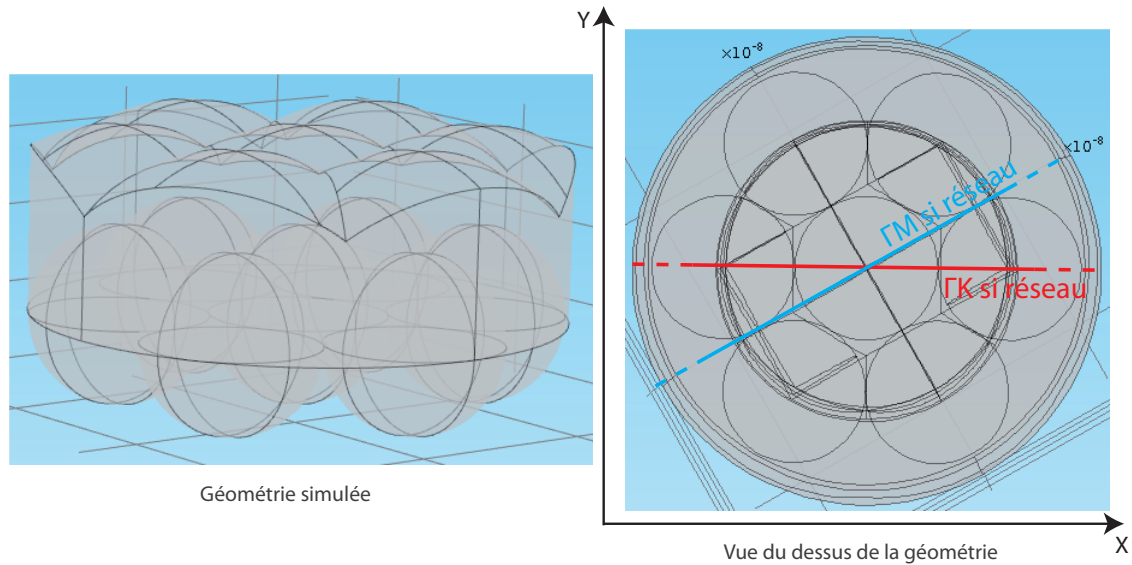 Y
×10⁻⁸
×10⁻⁸
ΓM si réseau
ΓK si réseau
Géométrie simulée
Vue du dessus de la géométrie
X